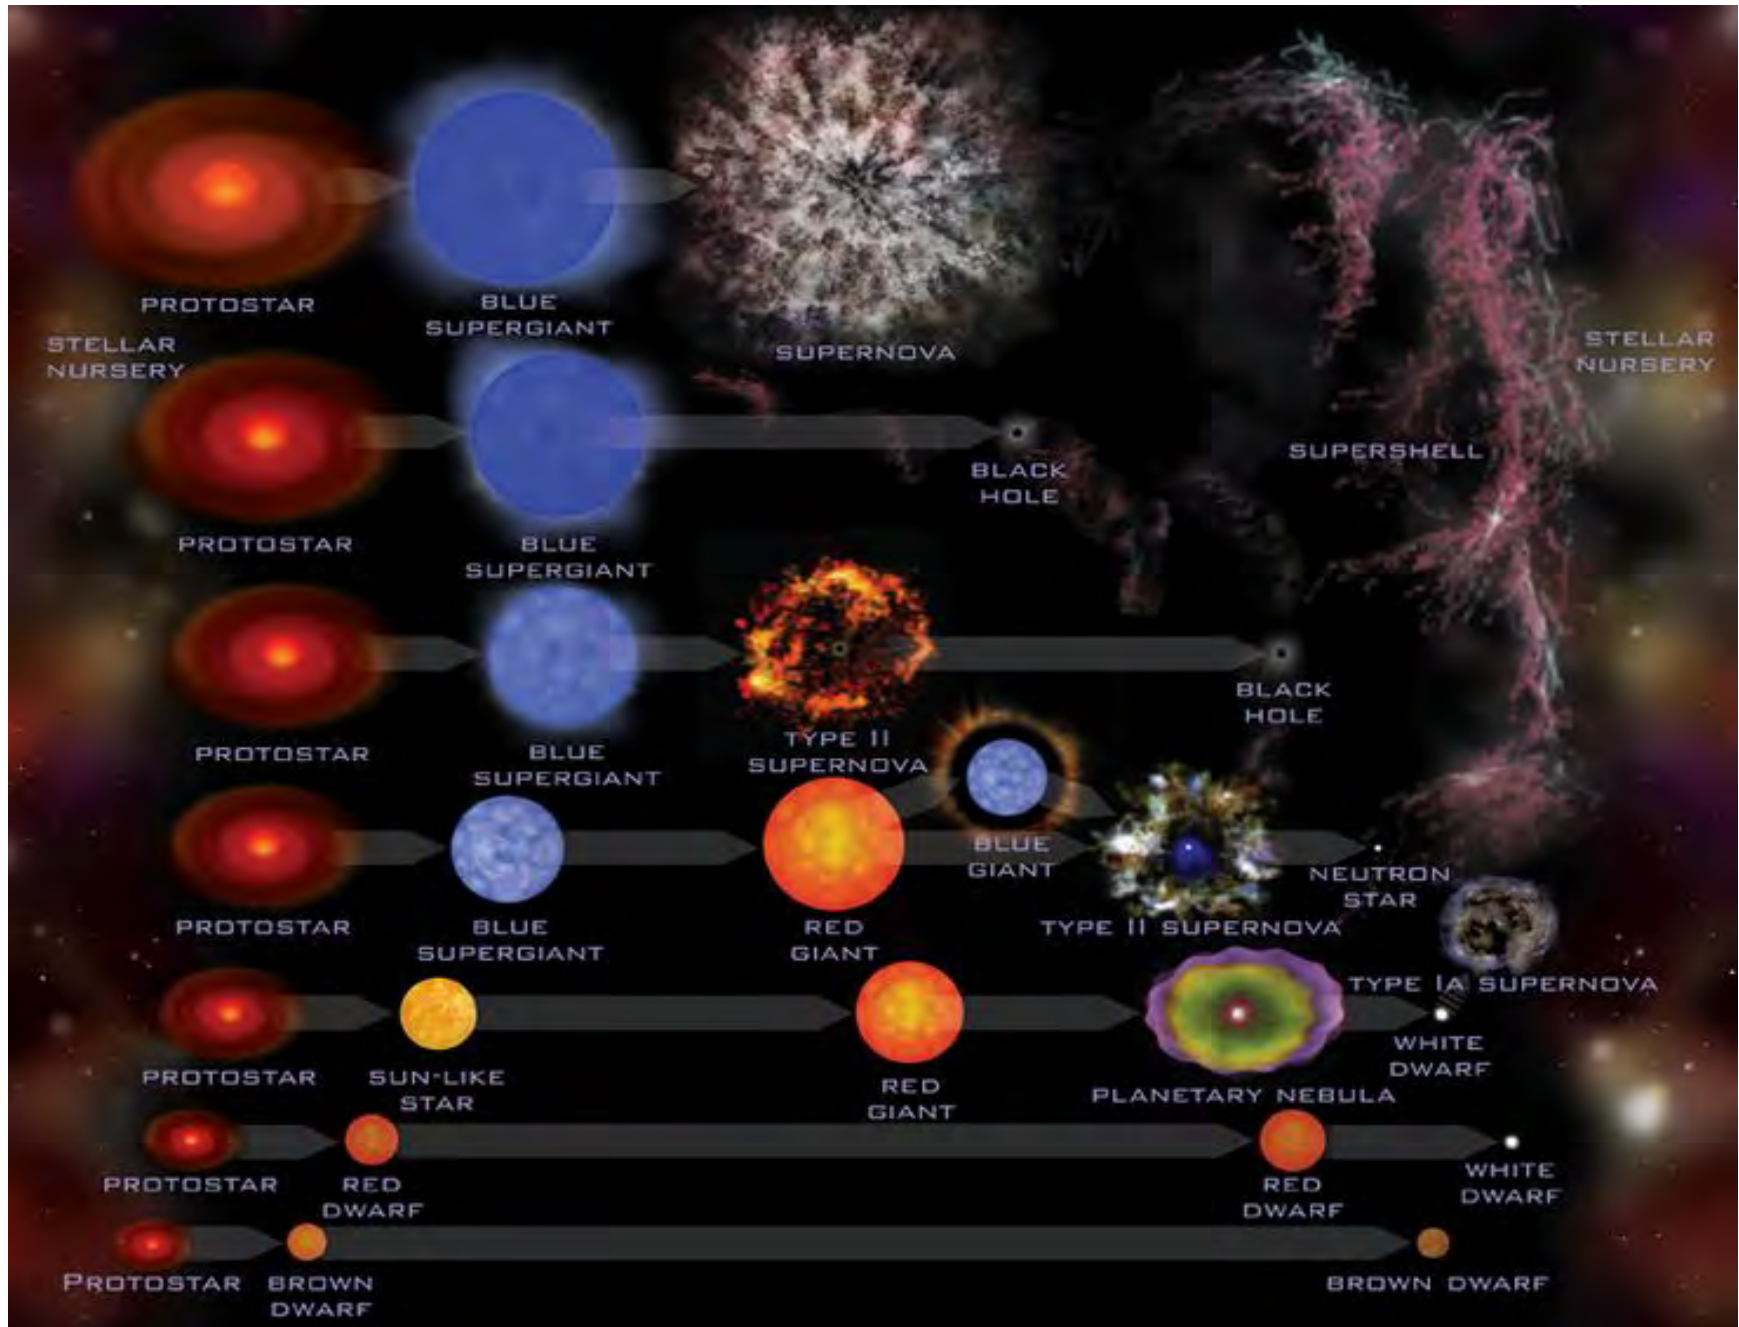 PROTOSTAR
BLUE
SUPERGIANT
SUPERNOVA
STELLAR
NURSERY
STELLAR
NURSERY
SUPERSHELL
BLACK
HOLE
PROTOSTAR
BLUE
SUPERGIANT
BLACK
HOLE
PROTOSTAR
BLUE
SUPERGIANT
TYPE II
SUPERNOVA
BLUE
GIANT
NEUTRON
STAR
PROTOSTAR
BLUE
SUPERGIANT
RED
GIANT
TYPE II SUPERNOVA
TYPE IA SUPERNOVA
WHITE
DWARF
PROTOSTAR
SUN-LIKE
STAR
RED
GIANT
PLANETARY NEBULA
PROTOSTAR
RED
DWARF
RED
DWARF
WHITE
DWARF
PROTOSTAR
BROWN
DWARF
BROWN DWARF